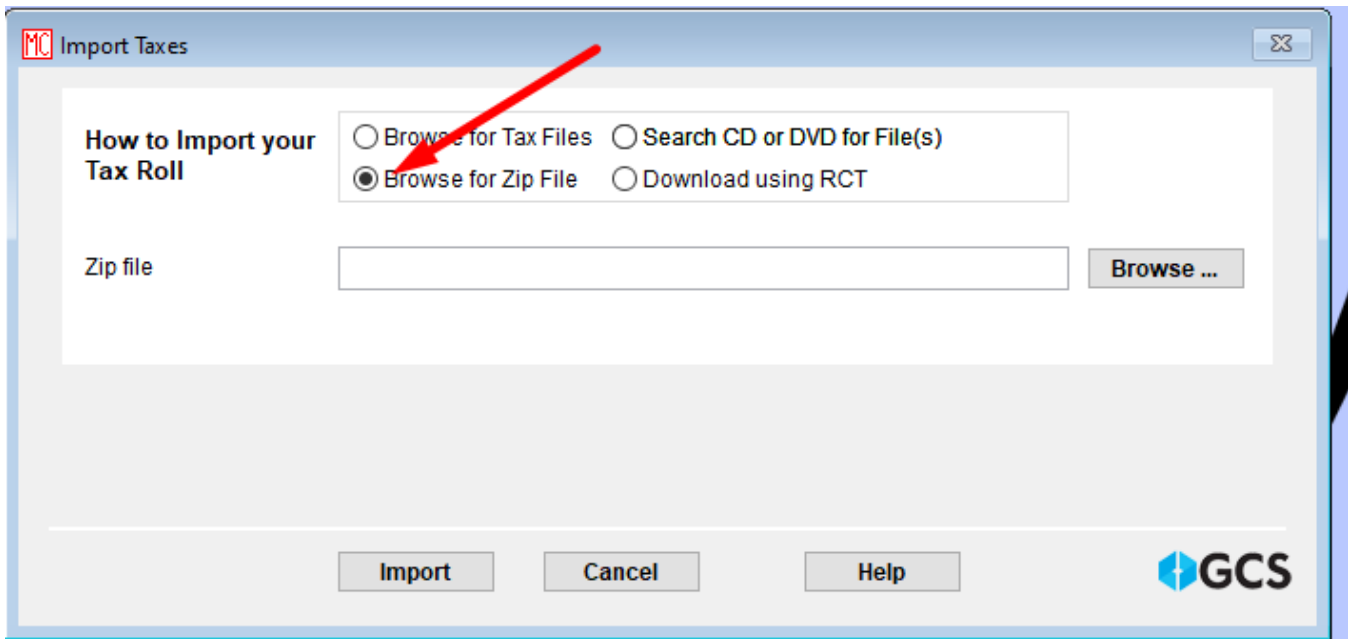 MC Import Taxes
How to Import your
Tax Roll
Browse for Tax Files Search CD or DVD for File(s)
Browse for Zip File Download using RCT
Zip file Browse ...
Import Cancel Help GCS